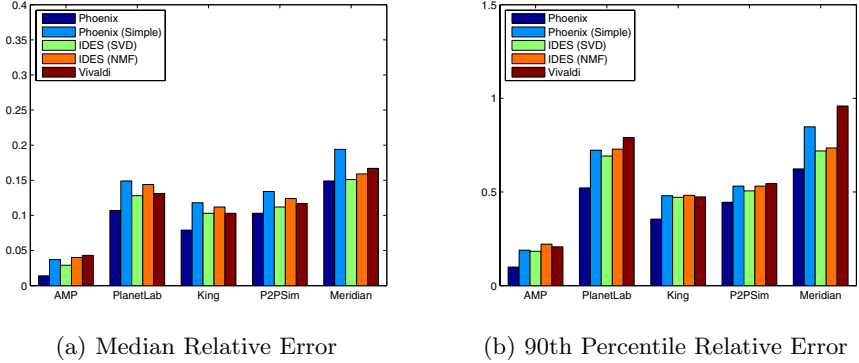 0.4
0.35
0.3
0.25
0.2
0.15
0.1
0.05
0
Phoenix
Phoenix (Simple)
IDES (SVD)
IDES (NMF)
Vivaldi
AMP PlanetLab King P2PSim Meridian
(a) Median Relative Error
1.5
1
0.5
0
Phoenix
Phoenix (Simple)
IDES (SVD)
IDES (NMF)
Vivaldi
AMP PlanetLab King P2PSim Meridian
(b) 90th Percentile Relative Error